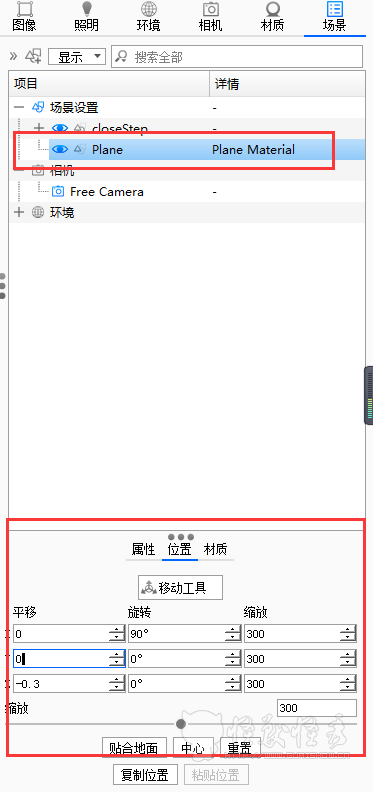 图像 照明 环境 相机 材质 场景
» 显示 搜索全部
项目 详情
场景设置 -
closeStep -
Plane Plane Material
相机
Free Camera -
环境
属性 位置 材质
移动工具
平移 旋转 缩放
0 90° 300
0 0° 300
-0.3 0° 300
缩放 300
贴合地面 中心 重置
复制位置 粘贴位置